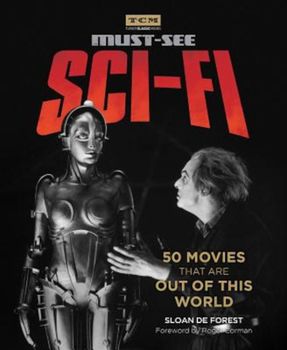 TCM
TURNER CLASSIC MOVIES
MUST-SEE
SCI-FI
50 MOVIES
THAT ARE
OUT OF THIS
WORLD
SLOAN DE FOREST
Foreword by Roger Corman